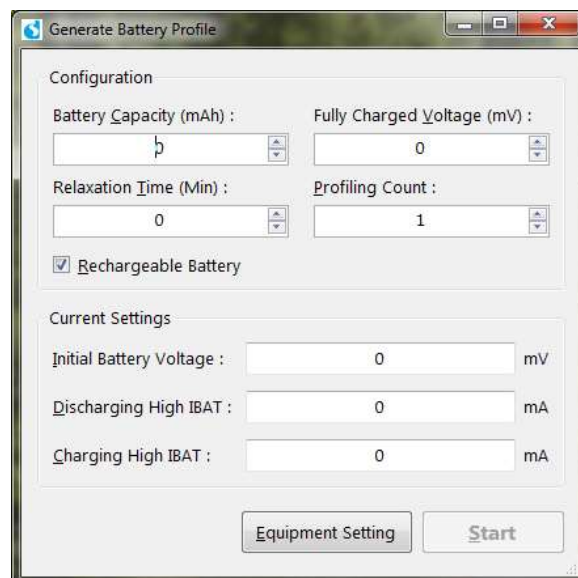 Generate Battery Profile
Configuration
Battery Capacity (mAh) : Fully Charged Voltage (mV) :
0 0
Relaxation Time (Min) : Profiling Count :
0 1
Rechargeable Battery
Current Settings
Initial Battery Voltage : 0 mV
Discharging High IBAT : 0 mA
Charging High IBAT : 0 mA
Equipment Setting Start